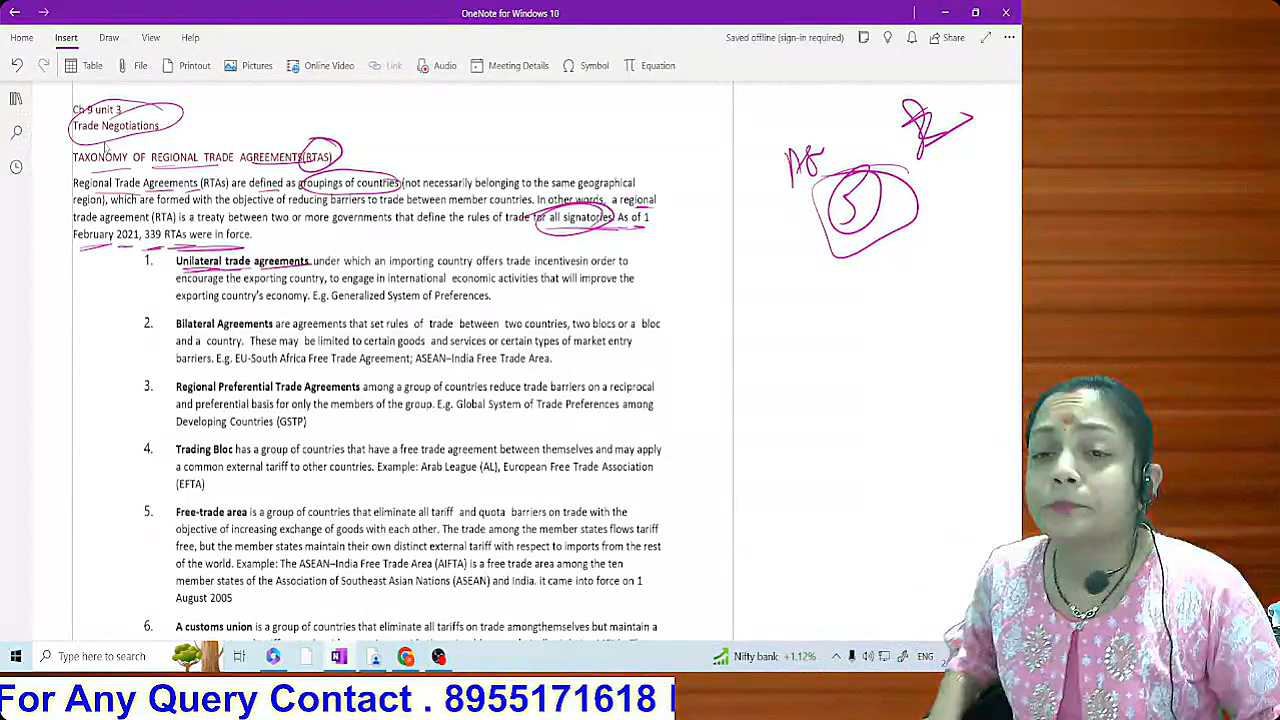 OneNote for Windows 10
Home Insert Draw View Help Saved offline (sign-in required) Share
Table File Printout Pictures Online Video Link Audio Meeting Details Symbol Equation
Ch 9 unit 3
Trade Negotiations
TAXONOMY OF REGIONAL TRADE AGREEMENTS(RTAS)
Regional Trade Agreements (RTAs) are defined as groupings of countries (not necessarily belonging to the same geographical
region), which are formed with the objective of reducing barriers to trade between member countries. In other words, a regional
trade agreement (RTA) is a treaty between two or more governments that define the rules of trade for all signatories. As of 1
February 2021, 339 RTAs were in force.
1. Unilateral trade agreements under which an importing country offers trade incentivesin order to
encourage the exporting country, to engage in international economic activities that will improve the
exporting country's economy. E.g. Generalized System of Preferences.
2. Bilateral Agreements are agreements that set rules of trade between two countries, two blocs or a bloc
and a country. These may be limited to certain goods and services or certain types of market entry
barriers. E.g. EU-South Africa Free Trade Agreement; ASEAN–India Free Trade Area.
3. Regional Preferential Trade Agreements among a group of countries reduce trade barriers on a reciprocal
and preferential basis for only the members of the group. E.g. Global System of Trade Preferences among
Developing Countries (GSTP)
4. Trading Bloc has a group of countries that have a free trade agreement between themselves and may apply
a common external tariff to other countries. Example: Arab League (AL), European Free Trade Association
(EFTA)
5. Free-trade area is a group of countries that eliminate all tariff and quota barriers on trade with the
objective of increasing exchange of goods with each other. The trade among the member states flows tariff
free, but the member states maintain their own distinct external tariff with respect to imports from the rest
of the world. Example: The ASEAN–India Free Trade Area (AIFTA) is a free trade area among the ten
member states of the Association of Southeast Asian Nations (ASEAN) and India. it came into force on 1
August 2005
6. A customs union is a group of countries that eliminate all tariffs on trade amongthemselves but maintain a
Type here to search Nifty bank +1.12% ENG
For Any Query Contact . 8955171618